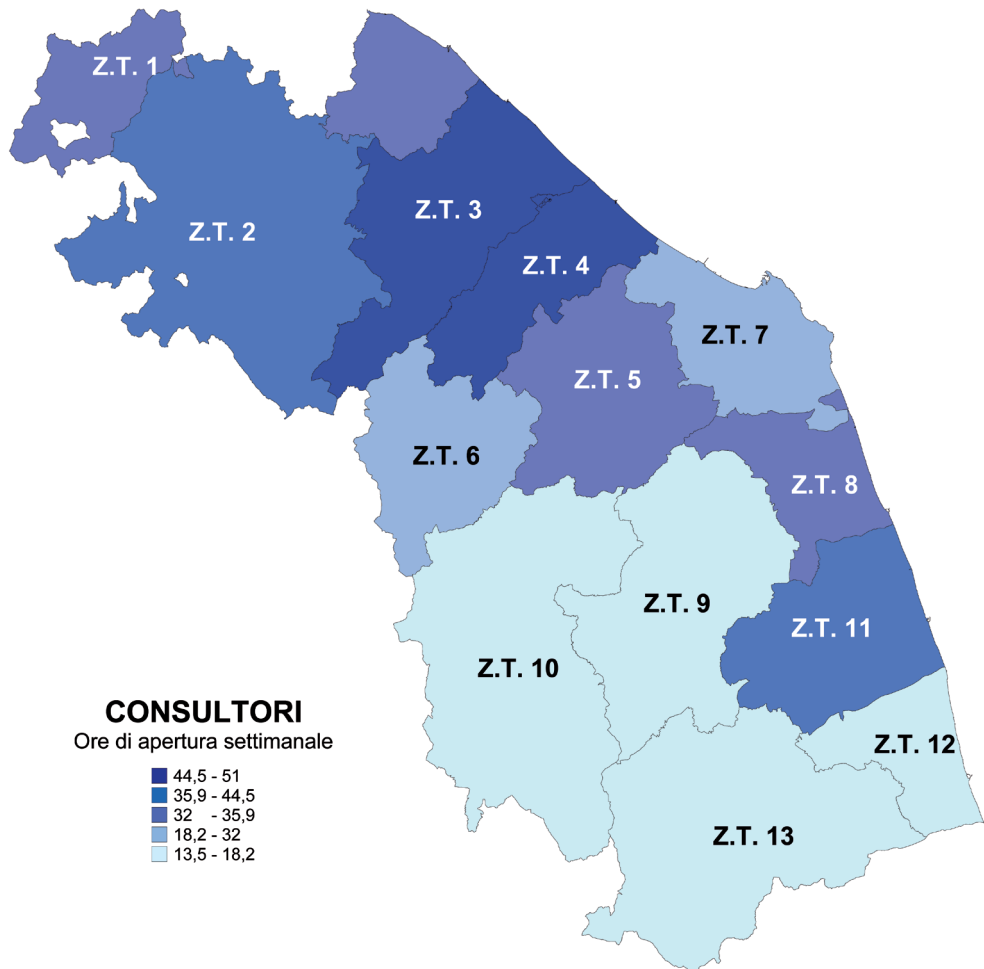 Z.T. 1
Z.T. 2
Z.T. 3
Z.T. 4
Z.T. 7
Z.T. 5
Z.T. 6
Z.T. 8
Z.T. 9
Z.T. 11
Z.T. 10
Z.T. 12
Z.T. 13
CONSULTORI
Ore di apertura settimanale
44,5 - 51
35,9 - 44,5
32 - 35,9
18,2 - 32
13,5 - 18,2